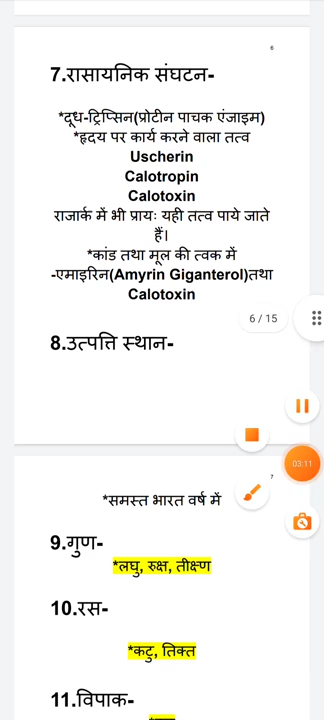 6
7.रासायनिक संघटन-
*दूध-ट्रिप्सिन(प्रोटीन पाचक एंजाइम)
*हृदय पर कार्य करने वाला तत्व
Uscherin
Calotropin
Calotoxin
राजार्क में भी प्रायः यही तत्व पाये जाते
हैं।
*कांड तथा मूल की त्वक में
-एमाइरिन(Amyrin Giganterol)तथा
Calotoxin
6 / 15
8.उत्पत्ति स्थान-
03:11
7
*समस्त भारत वर्ष में
9.गुण-
*लघु, रुक्ष, तीक्ष्ण
10.रस-
*कटु, तिक्त
11.विपाक-